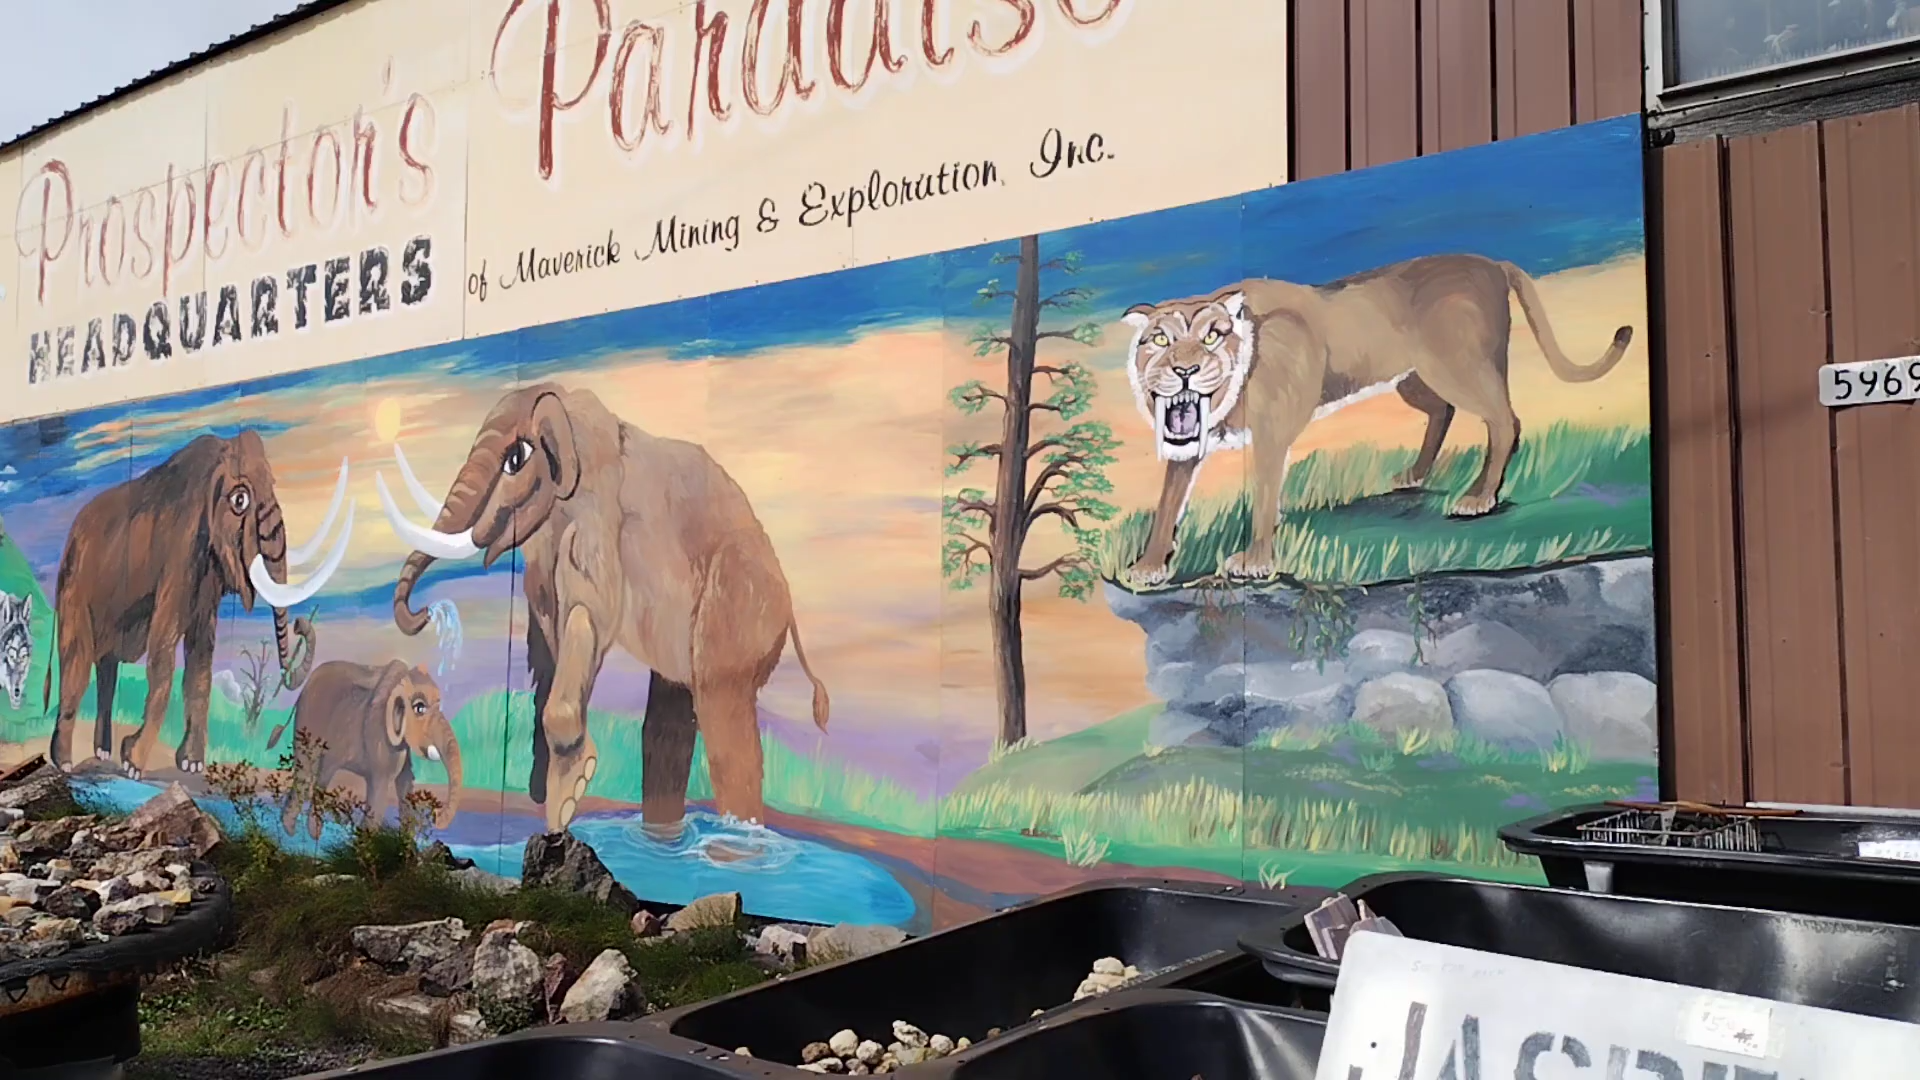 Prospector's Paradise
HEADQUARTERS
of Maverick Mining & Exploration, Inc.
5969